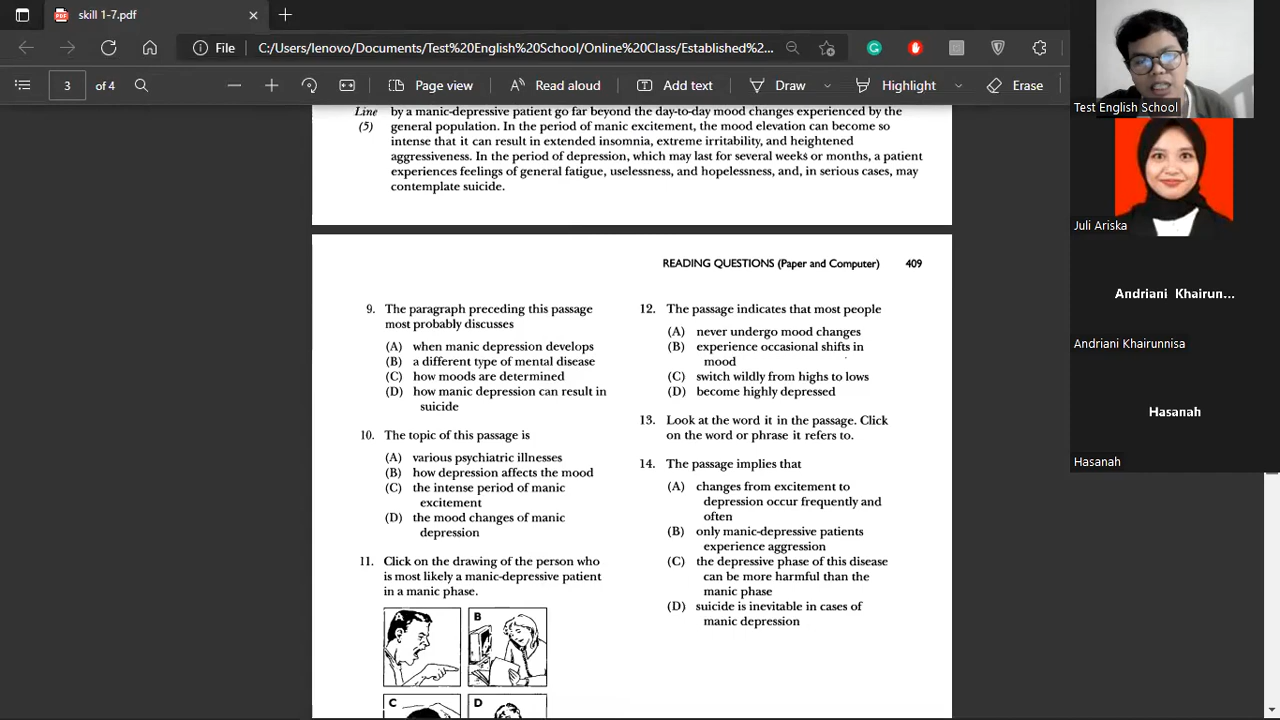 skill 1-7.pdf
File C:/Users/lenovo/Documents/Test%20English%20School/Online%20Class/Established%2...
3 of 4 Page view Read aloud Add text Draw Highlight Erase
Line by a manic-depressive patient go far beyond the day-to-day mood changes experienced by the
(5) general population. In the period of manic excitement, the mood elevation can become so
intense that it can result in extended insomnia, extreme irritability, and heightened
aggressiveness. In the period of depression, which may last for several weeks or months, a patient
experiences feelings of general fatigue, uselessness, and hopelessness, and, in serious cases, may
contemplate suicide.
READING QUESTIONS (Paper and Computer) 409
9. The paragraph preceding this passage
most probably discusses
(A) when manic depression develops
(B) a different type of mental disease
(C) how moods are determined
(D) how manic depression can result in
suicide
10. The topic of this passage is
(A) various psychiatric illnesses
(B) how depression affects the mood
(C) the intense period of manic
excitement
(D) the mood changes of manic
depression
11. Click on the drawing of the person who
is most likely a manic-depressive patient
in a manic phase.
A
B
C
D
12. The passage indicates that most people
(A) never undergo mood changes
(B) experience occasional shifts in
mood
(C) switch wildly from highs to lows
(D) become highly depressed
13. Look at the word it in the passage. Click
on the word or phrase it refers to.
14. The passage implies that
(A) changes from excitement to
depression occur frequently and
often
(B) only manic-depressive patients
experience aggression
(C) the depressive phase of this disease
can be more harmful than the
manic phase
(D) suicide is inevitable in cases of
manic depression
Test English School
Juli Ariska
Andriani Khairun...
Andriani Khairunnisa
Hasanah
Hasanah